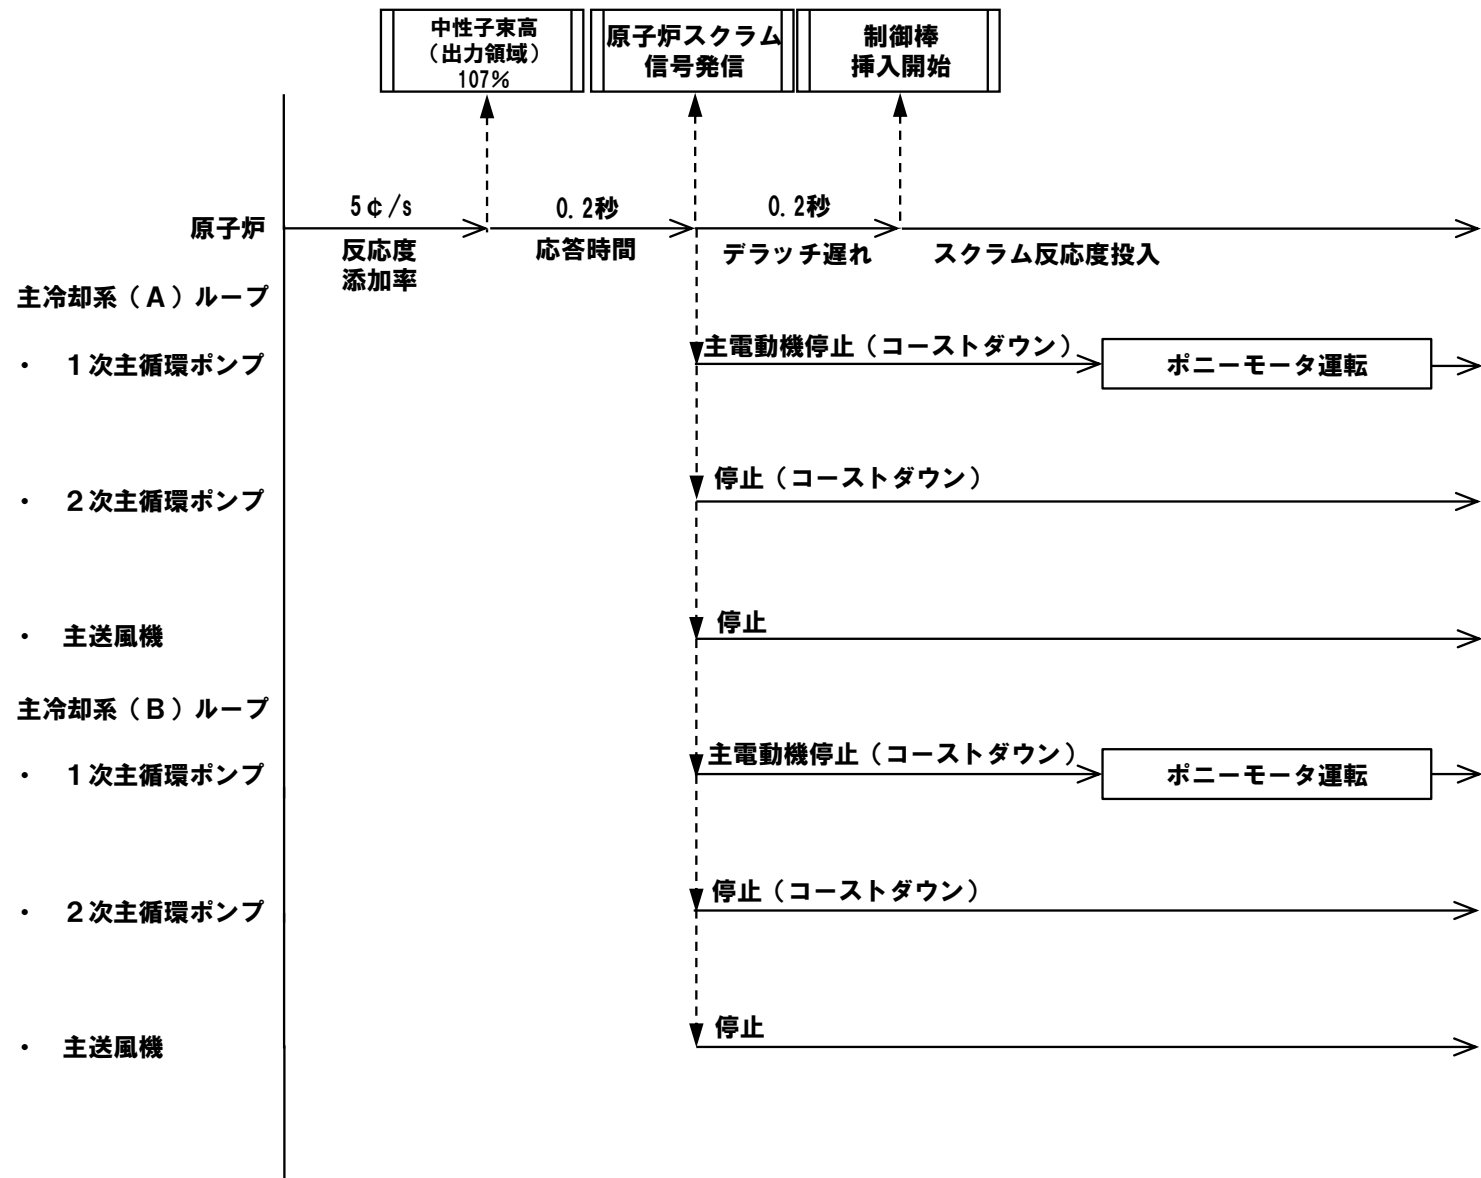 中性子束高
（出力領域）
107％
原子炉スクラム
信号発信
制御棒
挿入開始
原子炉
5￠/s
反応度
添加率
0.2秒
応答時間
0.2秒
デラッチ遅れ
スクラム反応度投入
主冷却系（Ａ）ループ
・ １次主循環ポンプ
主電動機停止（コーストダウン）
ポニーモータ運転
・ ２次主循環ポンプ
停止（コーストダウン）
・ 主送風機
停止
主冷却系（Ｂ）ループ
・ １次主循環ポンプ
主電動機停止（コーストダウン）
ポニーモータ運転
・ ２次主循環ポンプ
停止（コーストダウン）
・ 主送風機
停止